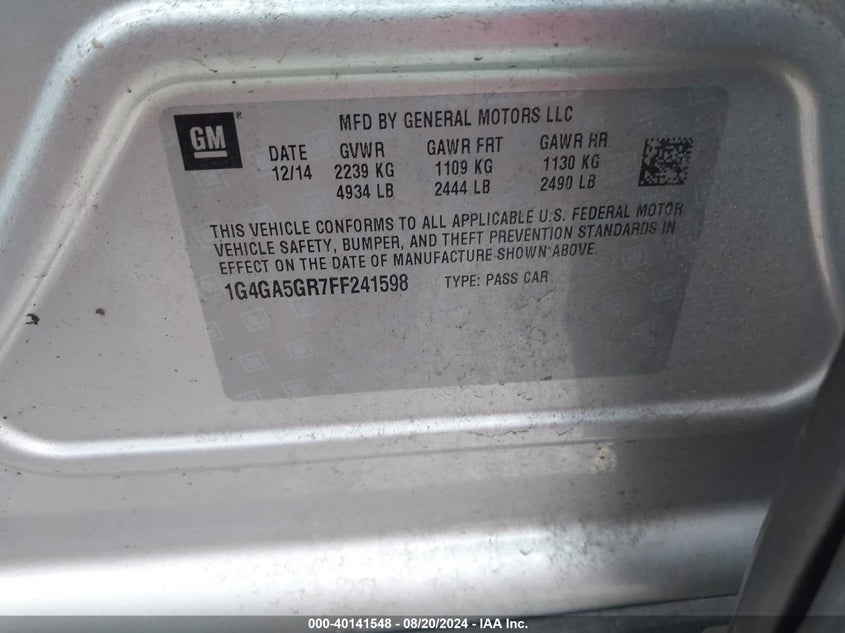 GM ®
MFD BY GENERAL MOTORS LLC
DATE GVWR GAWR FRT GAWR RR
12/14 2239 KG 1109 KG 1130 KG
4934 LB 2444 LB 2490 LB
THIS VEHICLE CONFORMS TO ALL APPLICABLE U.S. FEDERAL MOTOR
VEHICLE SAFETY, BUMPER, AND THEFT PREVENTION STANDARDS IN
EFFECT ON THE DATE OF MANUFACTURE SHOWN ABOVE.
1G4GA5GR7FF241598 TYPE: PASS CAR
000-40141548 - 08/20/2024 - IAA Inc.